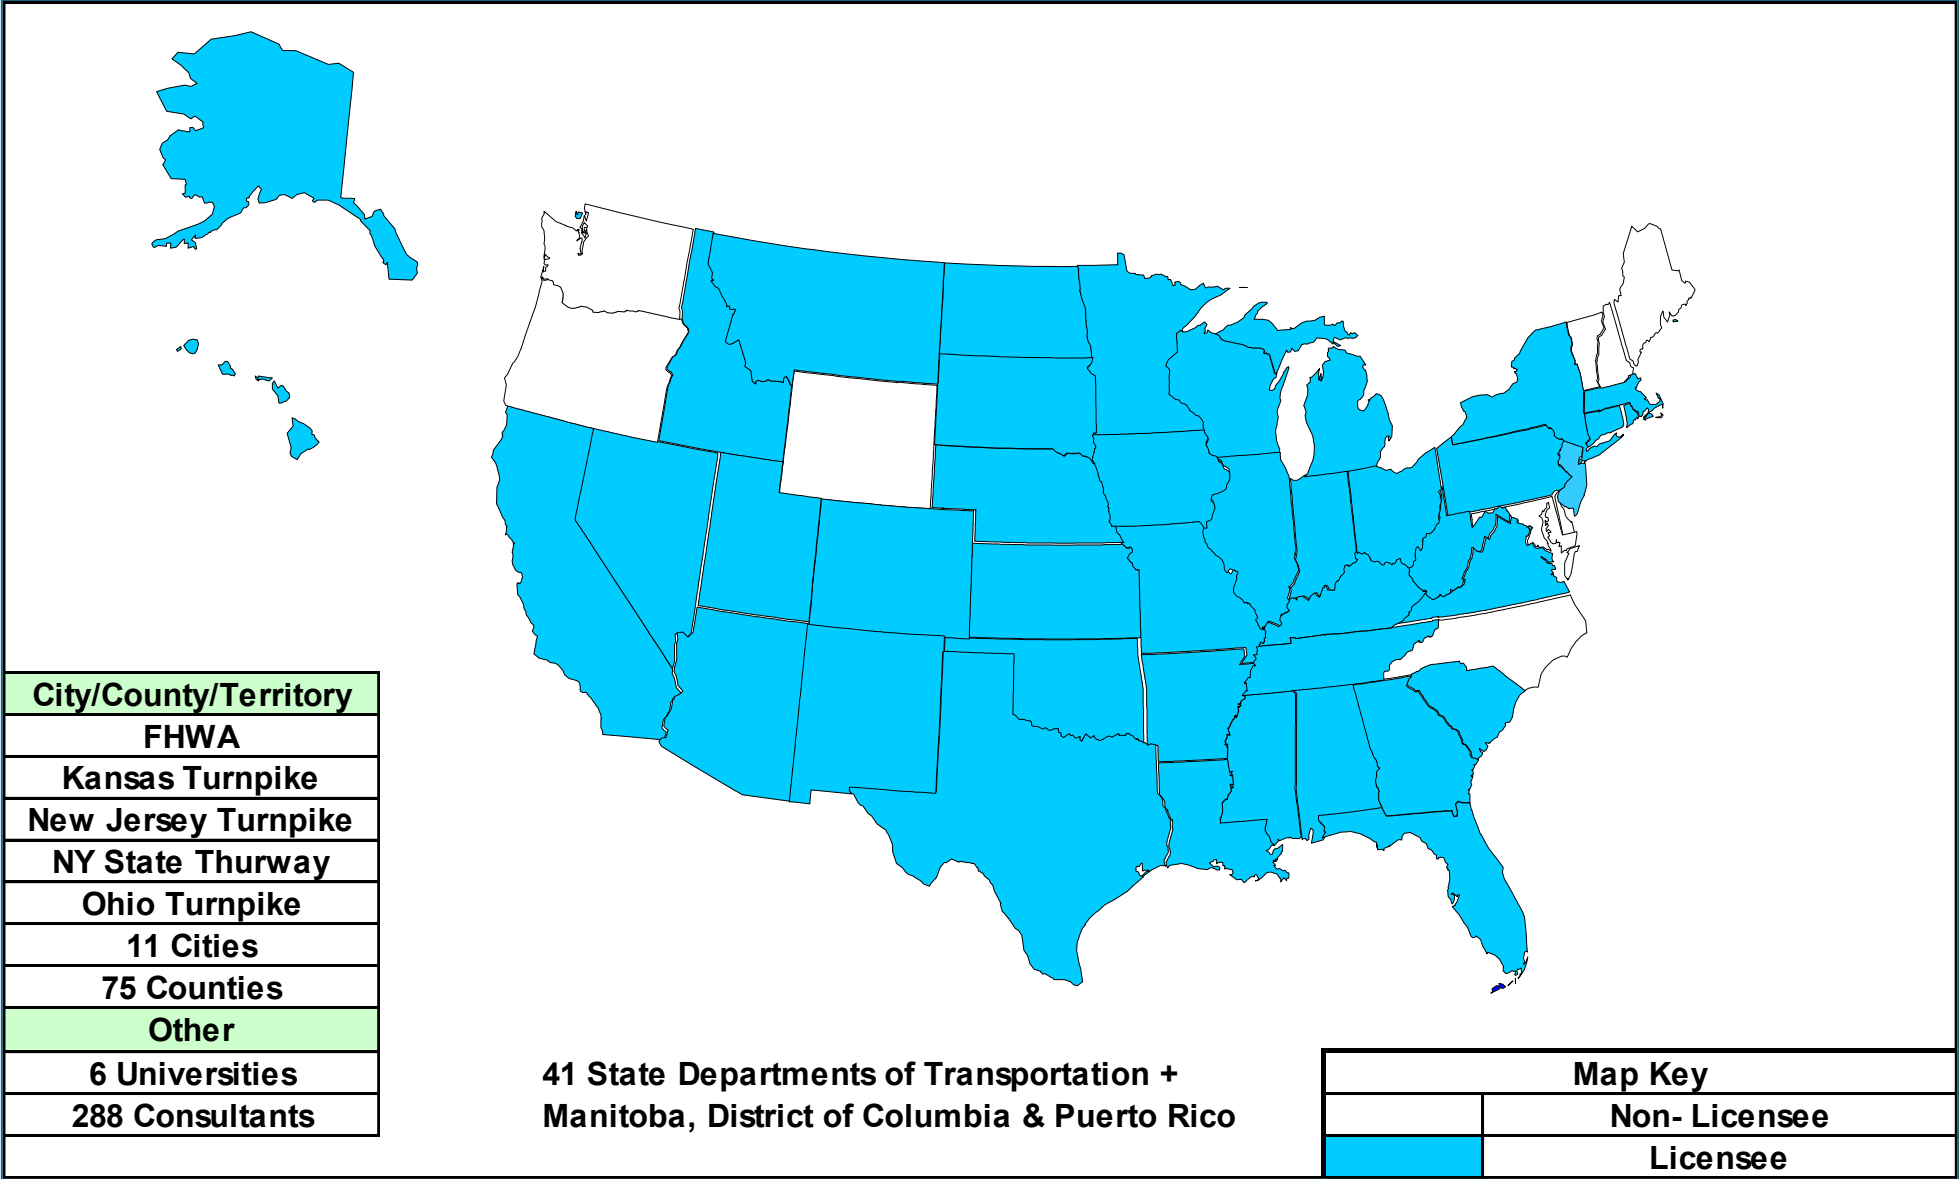 City/County/Territory
FHWA
Kansas Turnpike
New Jersey Turnpike
NY State Thurway
Ohio Turnpike
11 Cities
75 Counties
Other
6 Universities
288 Consultants
41 State Departments of Transportation +
Manitoba, District of Columbia & Puerto Rico
Map Key
Non- Licensee
Licensee